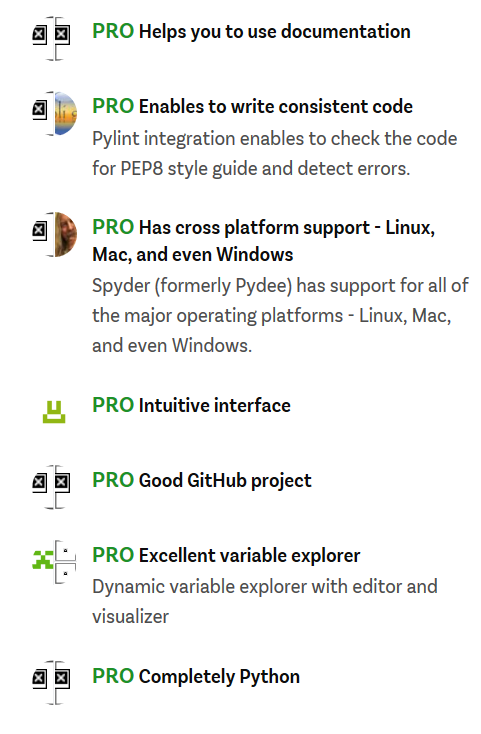 PRO Helps you to use documentation
PRO Enables to write consistent code
Pylint integration enables to check the code
for PEP8 style guide and detect errors.
PRO Has cross platform support - Linux,
Mac, and even Windows
Spyder (formerly Pydee) has support for all of
the major operating platforms - Linux, Mac,
and even Windows.
PRO Intuitive interface
PRO Good GitHub project
PRO Excellent variable explorer
Dynamic variable explorer with editor and
visualizer
PRO Completely Python